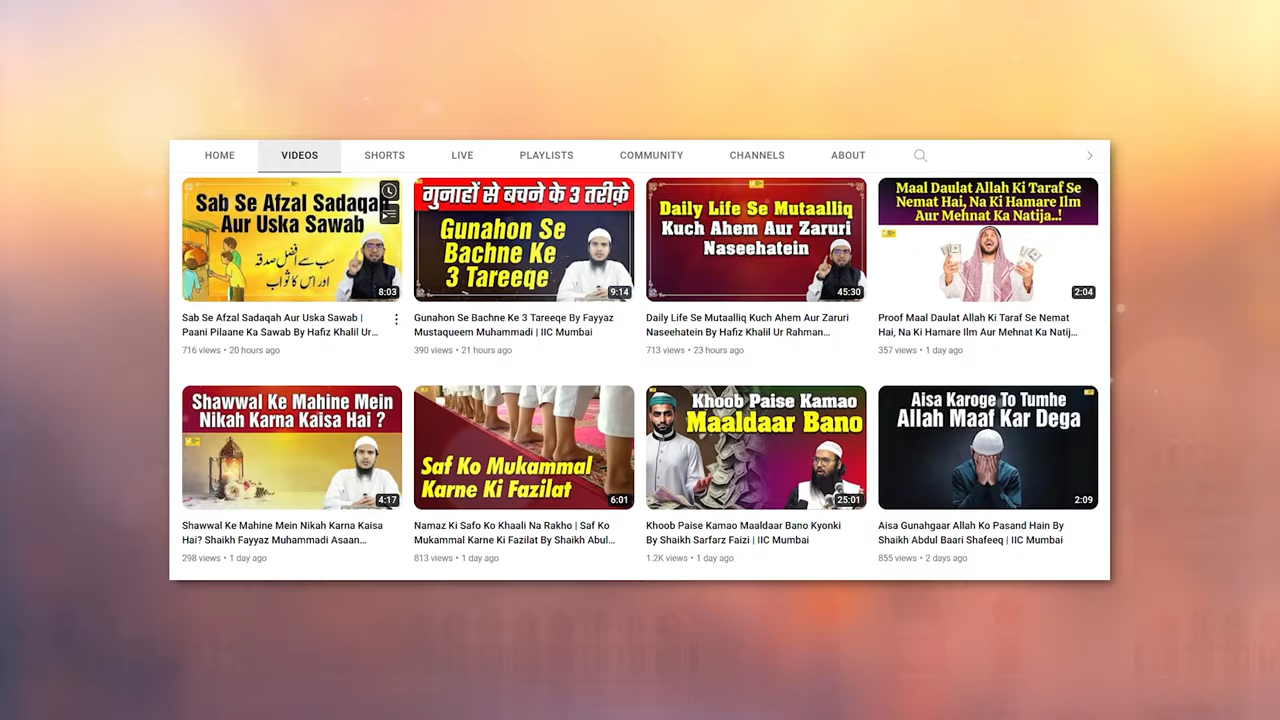 HOME VIDEOS SHORTS LIVE PLAYLISTS COMMUNITY CHANNELS ABOUT
Sab Se Afzal Sadaqah
Aur Uska Sawab
سب سے افضل صدقہ
اور اس کا ثواب
8:03
Sab Se Afzal Sadaqah Aur Uska Sawab |
Paani Pilaane Ka Sawab By Hafiz Khalil Ur...
716 views • 20 hours ago
गुनाहों से बचने के 3 तरीक़े
Gunahon Se
Bachne Ke
3 Tareeqe
9:14
Gunahon Se Bachne Ke 3 Tareeqe By Fayyaz
Mustaqueem Muhammadi | IIC Mumbai
390 views • 21 hours ago
Daily Life Se Mutaalliq
Kuch Ahem Aur Zaruri
Naseehatein
45:30
Daily Life Se Mutaalliq Kuch Ahem Aur Zaruri
Naseehatein By Hafiz Khalil Ur Rahman...
713 views • 23 hours ago
Maal Daulat Allah Ki Taraf Se
Nemat Hai, Na Ki Hamare Ilm
Aur Mehnat Ka Natija..!
2:04
Proof Maal Daulat Allah Ki Taraf Se Nemat
Hai, Na Ki Hamare Ilm Aur Mehnat Ka Natij...
357 views • 1 day ago
Shawwal Ke Mahine Mein
Nikah Karna Kaisa Hai ?
4:17
Shawwal Ke Mahine Mein Nikah Karna Kaisa
Hai? Shaikh Fayyaz Muhammadi Asaan...
298 views • 1 day ago
Saf Ko Mukammal
Karne Ki Fazilat
6:01
Namaz Ki Safo Ko Khaali Na Rakho | Saf Ko
Mukammal Karne Ki Fazilat By Shaikh Abul...
813 views • 1 day ago
Khoob Paise Kamao
Maaldaar Bano
25:01
Khoob Paise Kamao Maaldaar Bano Kyonki
By Shaikh Sarfarz Faizi | IIC Mumbai
1.2K views • 1 day ago
Aisa Karoge To Tumhe
Allah Maaf Kar Dega
2:09
Aisa Gunahgaar Allah Ko Pasand Hain By
Shaikh Abdul Baari Shafeeq | IIC Mumbai
855 views • 2 days ago